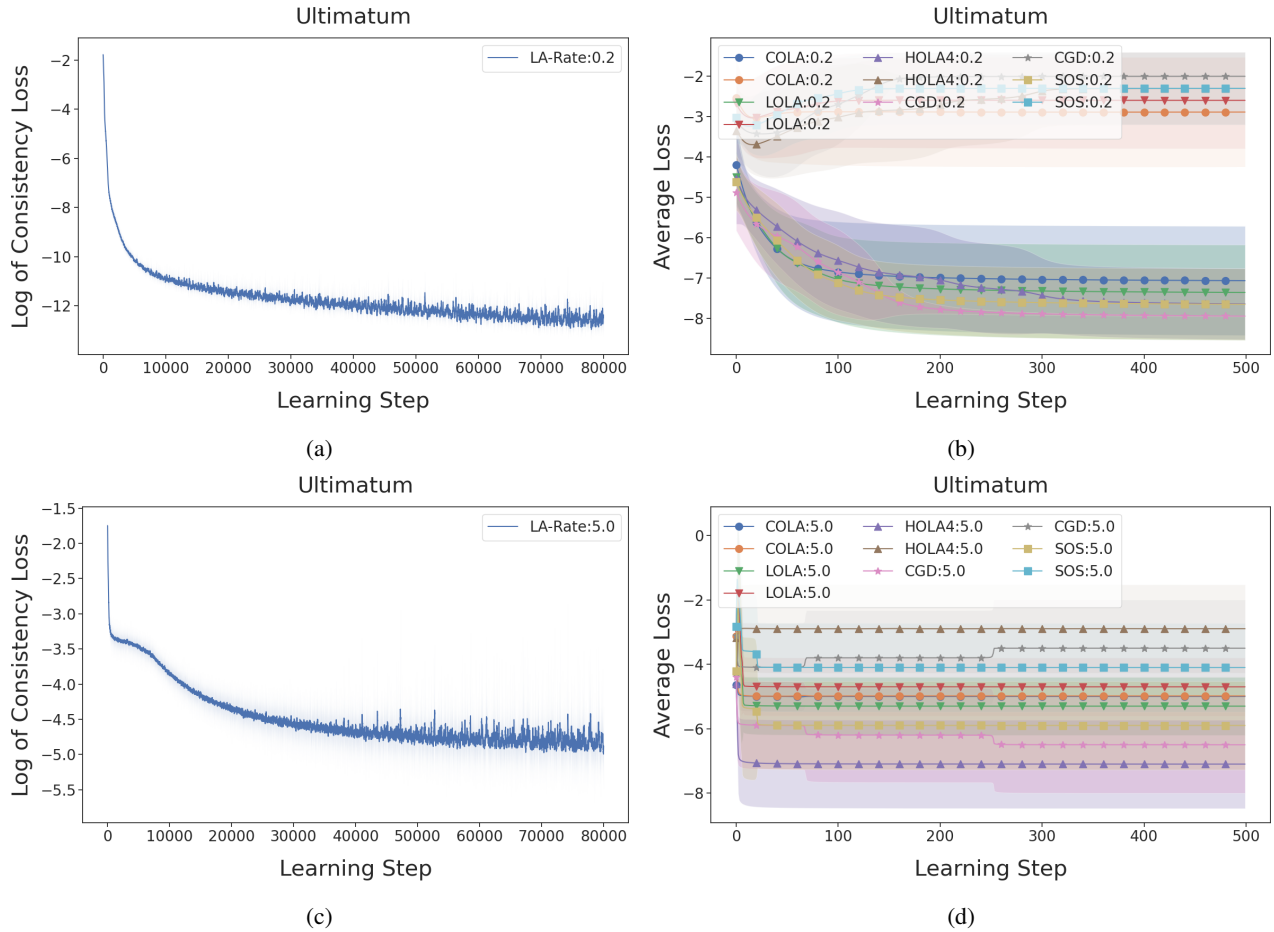 Ultimatum
LA-Rate:0.2
Log of Consistency Loss
−2
−4
−6
−8
−10
−12
0 10000 20000 30000 40000 50000 60000 70000 80000
Learning Step
(a)
Ultimatum
COLA:0.2 HOLA4:0.2 CGD:0.2
COLA:0.2 HOLA4:0.2 SOS:0.2
LOLA:0.2 CGD:0.2 SOS:0.2
LOLA:0.2
Average Loss
−2
−3
−4
−5
−6
−7
−8
0 100 200 300 400 500
Learning Step
(b)
Ultimatum
LA-Rate:5.0
Log of Consistency Loss
−1.5
−2.0
−2.5
−3.0
−3.5
−4.0
−4.5
−5.0
−5.5
0 10000 20000 30000 40000 50000 60000 70000 80000
Learning Step
(c)
Ultimatum
COLA:5.0 HOLA4:5.0 CGD:5.0
COLA:5.0 HOLA4:5.0 SOS:5.0
LOLA:5.0 CGD:5.0 SOS:5.0
LOLA:5.0
Average Loss
0
−2
−4
−6
−8
0 100 200 300 400 500
Learning Step
(d)